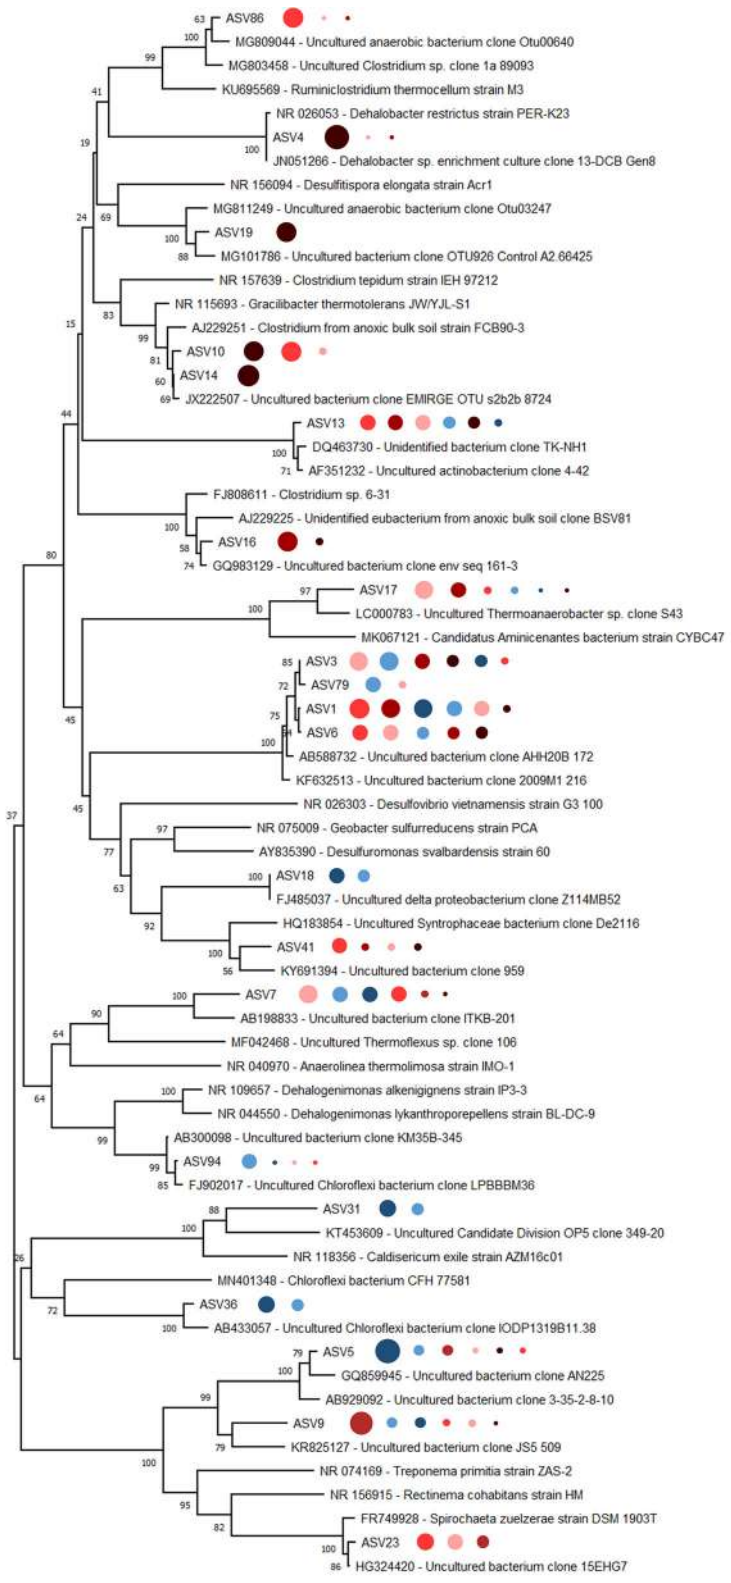 63 ASV86
100 MG809044 - Uncultured anaerobic bacterium clone Otu00640
99 MG803458 - Uncultured Clostridium sp. clone 1a 89093
41 KU695569 - Ruminiclostridium thermocellum strain M3
NR 026053 - Dehalobacter restrictus strain PER-K23
19 ASV4
100 JN051266 - Dehalobacter sp. enrichment culture clone 13-DCB Gen8
NR 156094 - Desulfitispora elongata strain Acr1
24 69 MG811249 - Uncultured anaerobic bacterium clone Otu03247
100 ASV19
88 MG101786 - Uncultured bacterium clone OTU926 Control A2.66425
NR 157639 - Clostridium tepidum strain IEH 97212
83 NR 115693 - Gracilibacter thermotolerans JW/YJL-S1
15 99 AJ229251 - Clostridium from anoxic bulk soil strain FCB90-3
81 ASV10
60 ASV14
69 JX222507 - Uncultured bacterium clone EMIRGE OTU s2b2b 8724
44 ASV13
100 DQ463730 - Unidentified bacterium clone TK-NH1
71 AF351232 - Uncultured actinobacterium clone 4-42
FJ808611 - Clostridium sp. 6-31
100 AJ229225 - Unidentified eubacterium from anoxic bulk soil clone BSV81
58 ASV16
80 74 GQ983129 - Uncultured bacterium clone env seq 161-3
97 ASV17
100 LC000783 - Uncultured Thermoanaerobacter sp. clone S43
MK067121 - Candidatus Aminicenantes bacterium strain CYBC47
85 ASV3
72 ASV79
45 75 ASV1
ASV6
100 AB588732 - Uncultured bacterium clone AHH20B 172
KF632513 - Uncultured bacterium clone 2009M1 216
45 NR 026303 - Desulfovibrio vietnamensis strain G3 100
37 97 NR 075009 - Geobacter sulfurreducens strain PCA
77 AY835390 - Desulfuromonas svalbardensis strain 60
63 100 ASV18
FJ485037 - Uncultured delta proteobacterium clone Z114MB52
92 HQ183854 - Uncultured Syntrophaceae bacterium clone De2116
100 ASV41
56 KY691394 - Uncultured bacterium clone 959
100 ASV7
90 AB198833 - Uncultured bacterium clone ITKB-201
64 MF042468 - Uncultured Thermoflexus sp. clone 106
NR 040970 - Anaerolinea thermolimosa strain IMO-1
64 100 NR 109657 - Dehalogenimonas alkenigignens strain IP3-3
NR 044550 - Dehalogenimonas lykanthroporepellens strain BL-DC-9
99 AB300098 - Uncultured bacterium clone KM35B-345
99 ASV94
85 FJ902017 - Uncultured Chloroflexi bacterium clone LPBBBM36
88 ASV31
100 KT453609 - Uncultured Candidate Division OP5 clone 349-20
26 NR 118356 - Caldisericum exile strain AZM16c01
MN401348 - Chloroflexi bacterium CFH 77581
72 ASV36
100 AB433057 - Uncultured Chloroflexi bacterium clone IODP1319B11.38
79 ASV5
100 GQ859945 - Uncultured bacterium clone AN225
99 AB929092 - Uncultured bacterium clone 3-35-2-8-10
ASV9
79 KR825127 - Uncultured bacterium clone JS5 509
100 NR 074169 - Treponema primitia strain ZAS-2
95 NR 156915 - Rectinema cohabitans strain HM
82 FR749928 - Spirochaeta zuelzerae strain DSM 1903T
100 ASV23
86 HG324420 - Uncultured bacterium clone 15EHG7